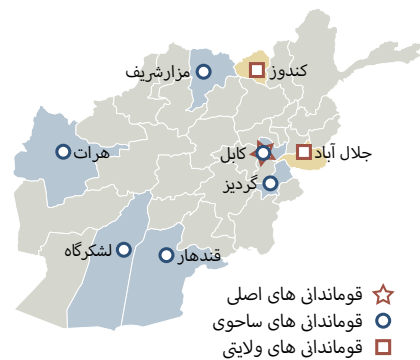 کندوز
مزارشریف
هرات
کابل
جلال آباد
گردیز
لشکرگاه
قندهار
قوماندانی های اصلی
قوماندانی های ساحوی
قوماندانی های ولایتی